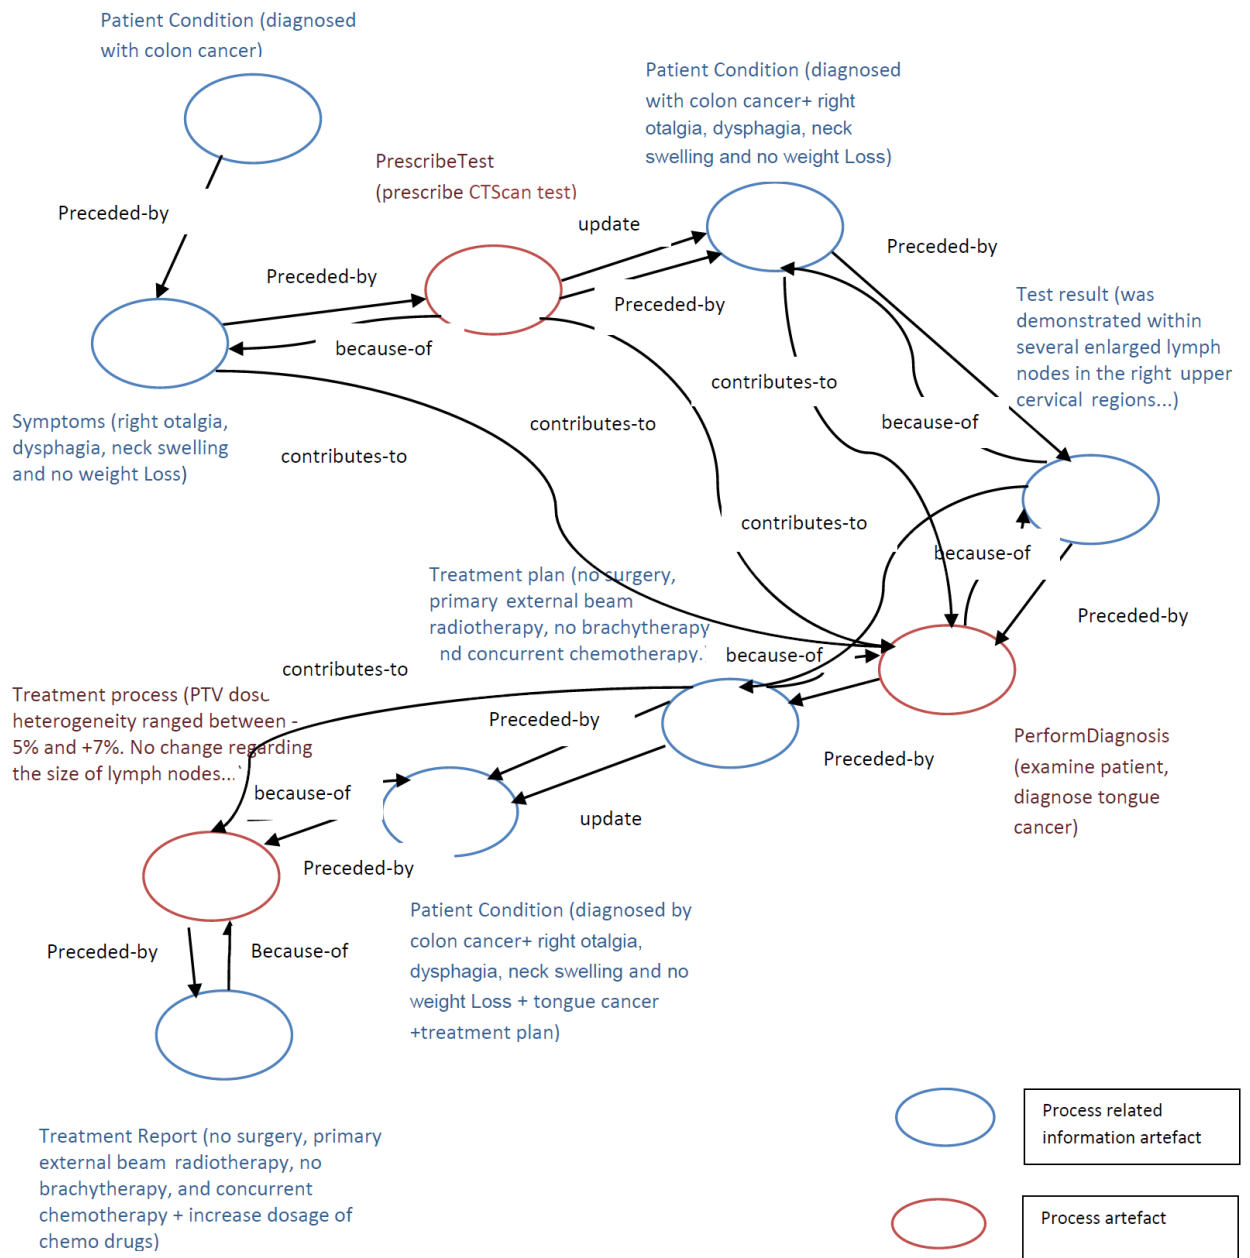 Patient Condition (diagnosed
with colon cancer)
Patient Condition (diagnosed
with colon cancer+ right
otalgia, dysphagia, neck
swelling and no weight Loss)
PrescribeTest
(prescribe CTScan test)
Preceded-by
update
Preceded-by
Preceded-by
Preceded-by
because-of
Test result (was
demonstrated within
several enlarged lymph
nodes in the right upper
cervical regions...)
contributes-to
because-of
contributes-to
Symptoms (right otalgia,
dysphagia, neck swelling
and no weight Loss)
contributes-to
contributes-to
because-of
Treatment plan (no surgery,
primary external beam
radiotherapy, no brachytherapy
nd concurrent chemotherapy.
Preceded-by
because-of
contributes-to
Treatment process (PTV dose
heterogeneity ranged between -
5% and +7%. No change regarding
the size of lymph nodes...
Preceded-by
Preceded-by
PerformDiagnosis
(examine patient,
diagnose tongue
cancer)
because-of
update
Preceded-by
Patient Condition (diagnosed by
colon cancer+ right otalgia,
dysphagia, neck swelling and no
weight Loss + tongue cancer
+treatment plan)
Preceded-by
Because-of
Treatment Report (no surgery, primary
external beam radiotherapy, no
brachytherapy, and concurrent
chemotherapy + increase dosage of
chemo drugs)
Process related
information artefact
Process artefact